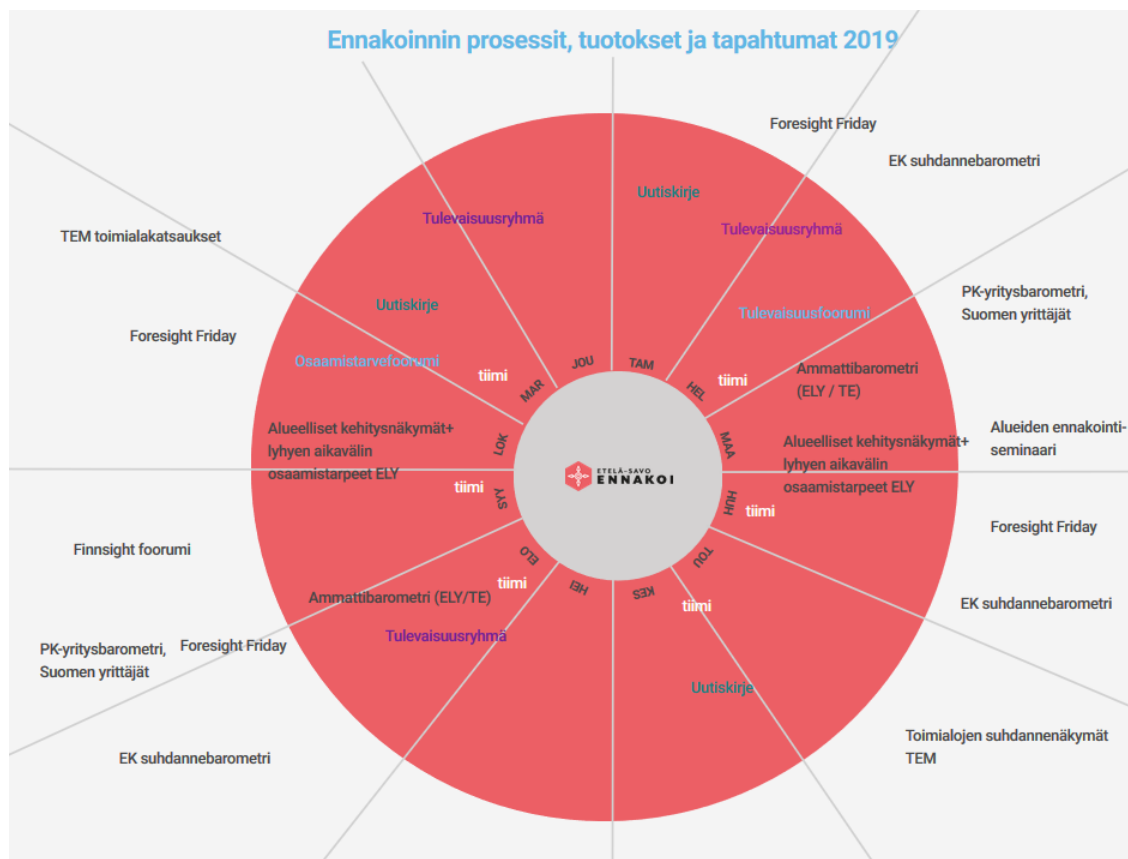 Ennakoinnin prosessit, tuotokset ja tapahtumat 2019
Foresight Friday
EK suhdannebarometri
Uutiskirje
Tulevaisuusryhmä
Tulevaisuusryhmä
TEM toimialakatsaukset
PK-yritysbarometri,
Suomen yrittäjät
Uutiskirje
Tulevaisuusfoorumi
Foresight Friday
Osaamistarvefoorumi
tiimi
MAR
JOU
TAM
HEL
tiimi
Ammattibarometri
(ELY / TE)
Alueelliset kehitysnäkymät+
lyhyen aikavälin
osaamistarpeet ELY
LOK
MAA
Alueelliset kehitysnäkymät+
lyhyen aikavälin
osaamistarpeet ELY
Alueiden ennakointi-
seminaari
ETELÄ-SAVO
ENNAKOI
tiimi
SYY
HUH
tiimi
Foresight Friday
Finnsight foorumi
ELO
TOU
tiimi
HEI
KES
tiimi
Ammattibarometri (ELY/TE)
EK suhdannebarometri
Tulevaisuusryhmä
PK-yritysbarometri,
Suomen yrittäjät
Foresight Friday
Uutiskirje
EK suhdannebarometri
Toimialojen suhdannenäkymät
TEM